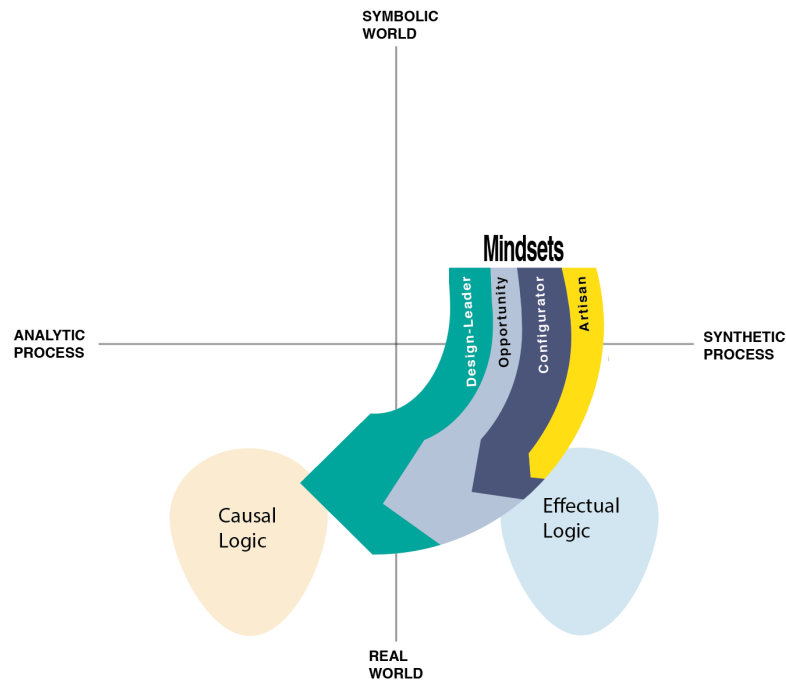 SYMBOLIC
WORLD
Mindsets
Design-Leader
Opportunity
Configurator
Artisan
ANALYTIC
PROCESS
SYNTHETIC
PROCESS
Causal
Logic
Effectual
Logic
REAL
WORLD